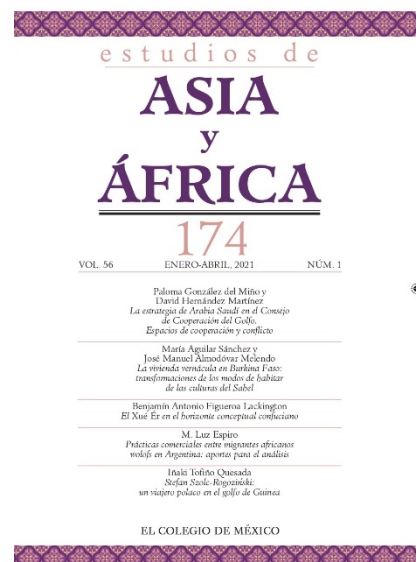 estudios de
ASIA
y
ÁFRICA
174
VOL. 56 ENERO-ABRIL, 2021 NÚM. 1
Paloma González del Miño y
David Hernández Martínez
La estrategia de Arabia Saudí en el Consejo
de Cooperación del Golfo.
Espacios de cooperación y conflicto
María Aguilar Sánchez y
José Manuel Almodóvar Melendo
La vivienda vernácula en Burkina Faso:
transformaciones de los modos de habitar
de las culturas del Sahel
Benjamín Antonio Figueroa Lackington
El Xué Ér en el horizonte conceptual confuciano
M. Luz Espiro
Prácticas comerciales entre migrantes africanos
wolofs en Argentina: aportes para el análisis
Iñaki Tofiño Quesada
Stefan Szolc-Rogoziński:
un viajero polaco en el golfo de Guinea
EL COLEGIO DE MÉXICO